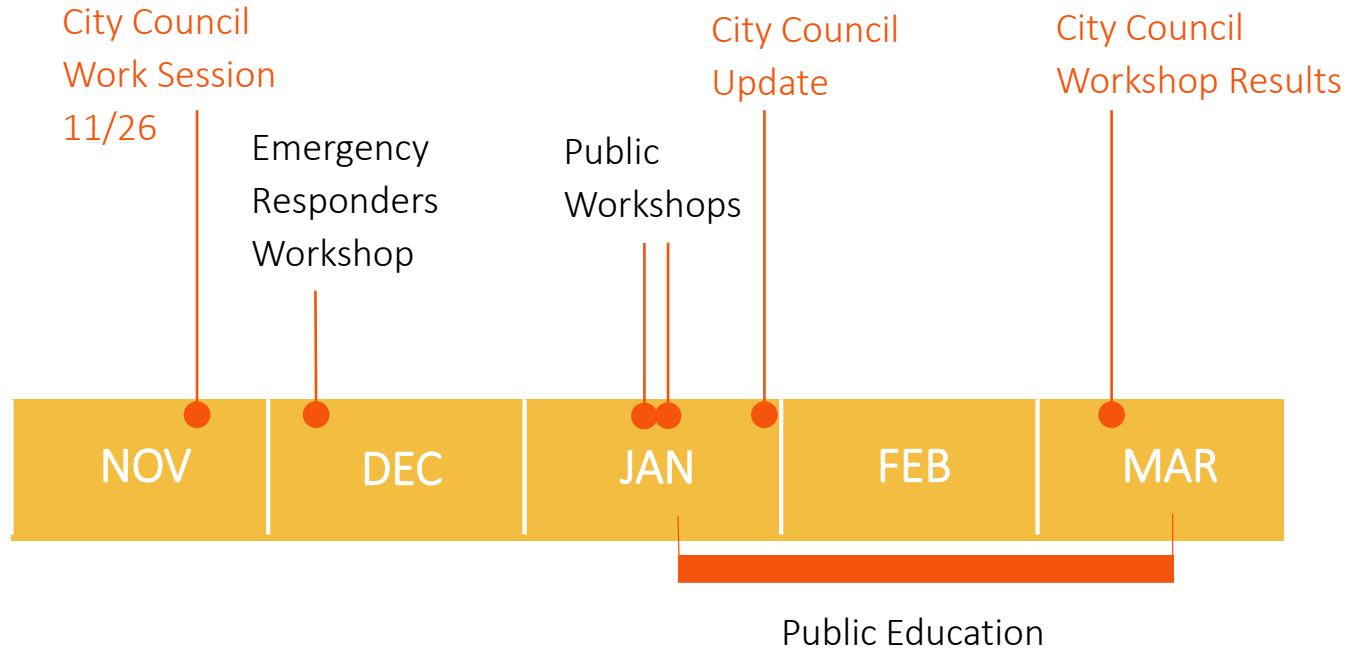 City Council
Work Session
11/26
Emergency
Responders
Workshop
Public
Workshops
City Council
Update
City Council
Workshop Results
NOV
DEC
JAN
FEB
MAR
Public Education